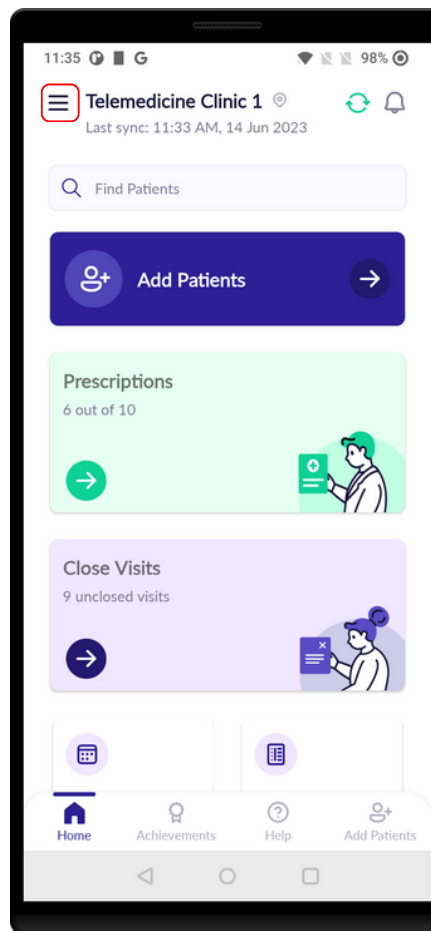 11:35 G 98%
Telemedicine Clinic 1
Last sync: 11:33 AM, 14 Jun 2023
Find Patients
Add Patients
Prescriptions
6 out of 10
Close Visits
9 unclosed visits
Home Achievements Help Add Patients